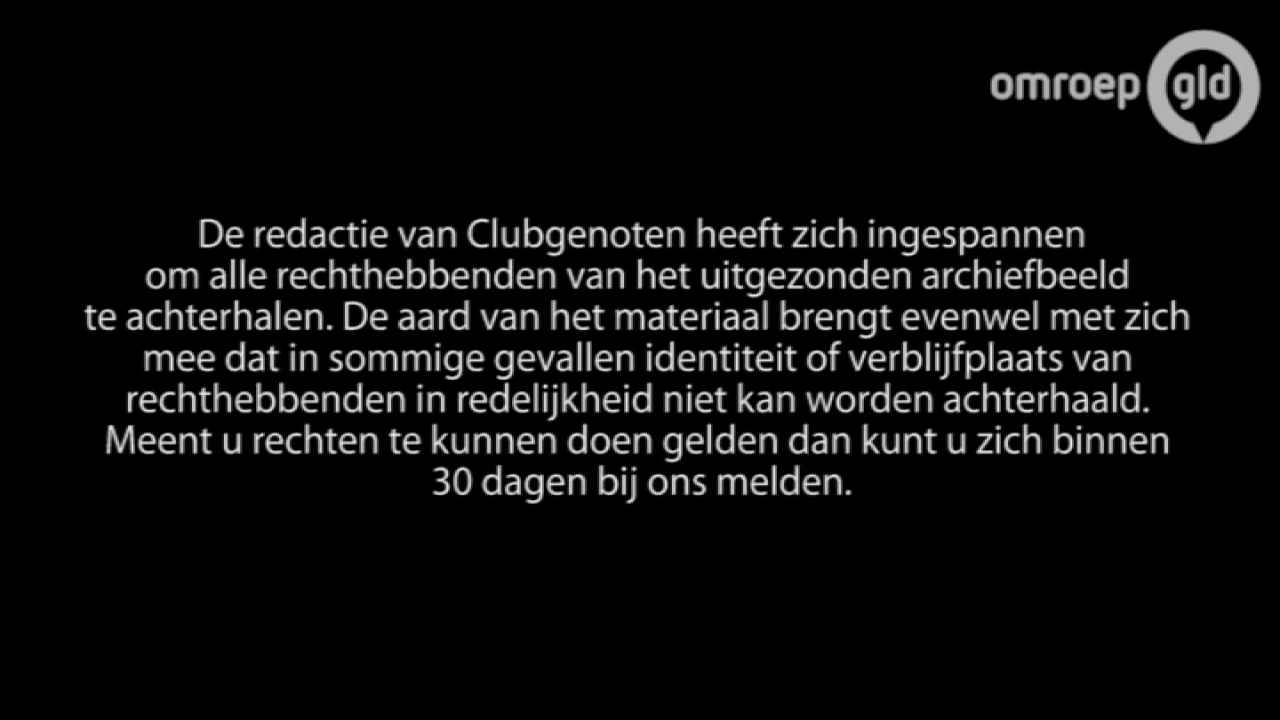 omroep gld
De redactie van Clubgenoten heeft zich ingespannen
om alle rechthebbenden van het uitgezonden archiefbeeld
te achterhalen. De aard van het materiaal brengt evenwel met zich
mee dat in sommige gevallen identiteit of verblijfplaats van
rechthebbenden in redelijkheid niet kan worden achterhaald.
Meent u rechten te kunnen doen gelden dan kunt u zich binnen
30 dagen bij ons melden.